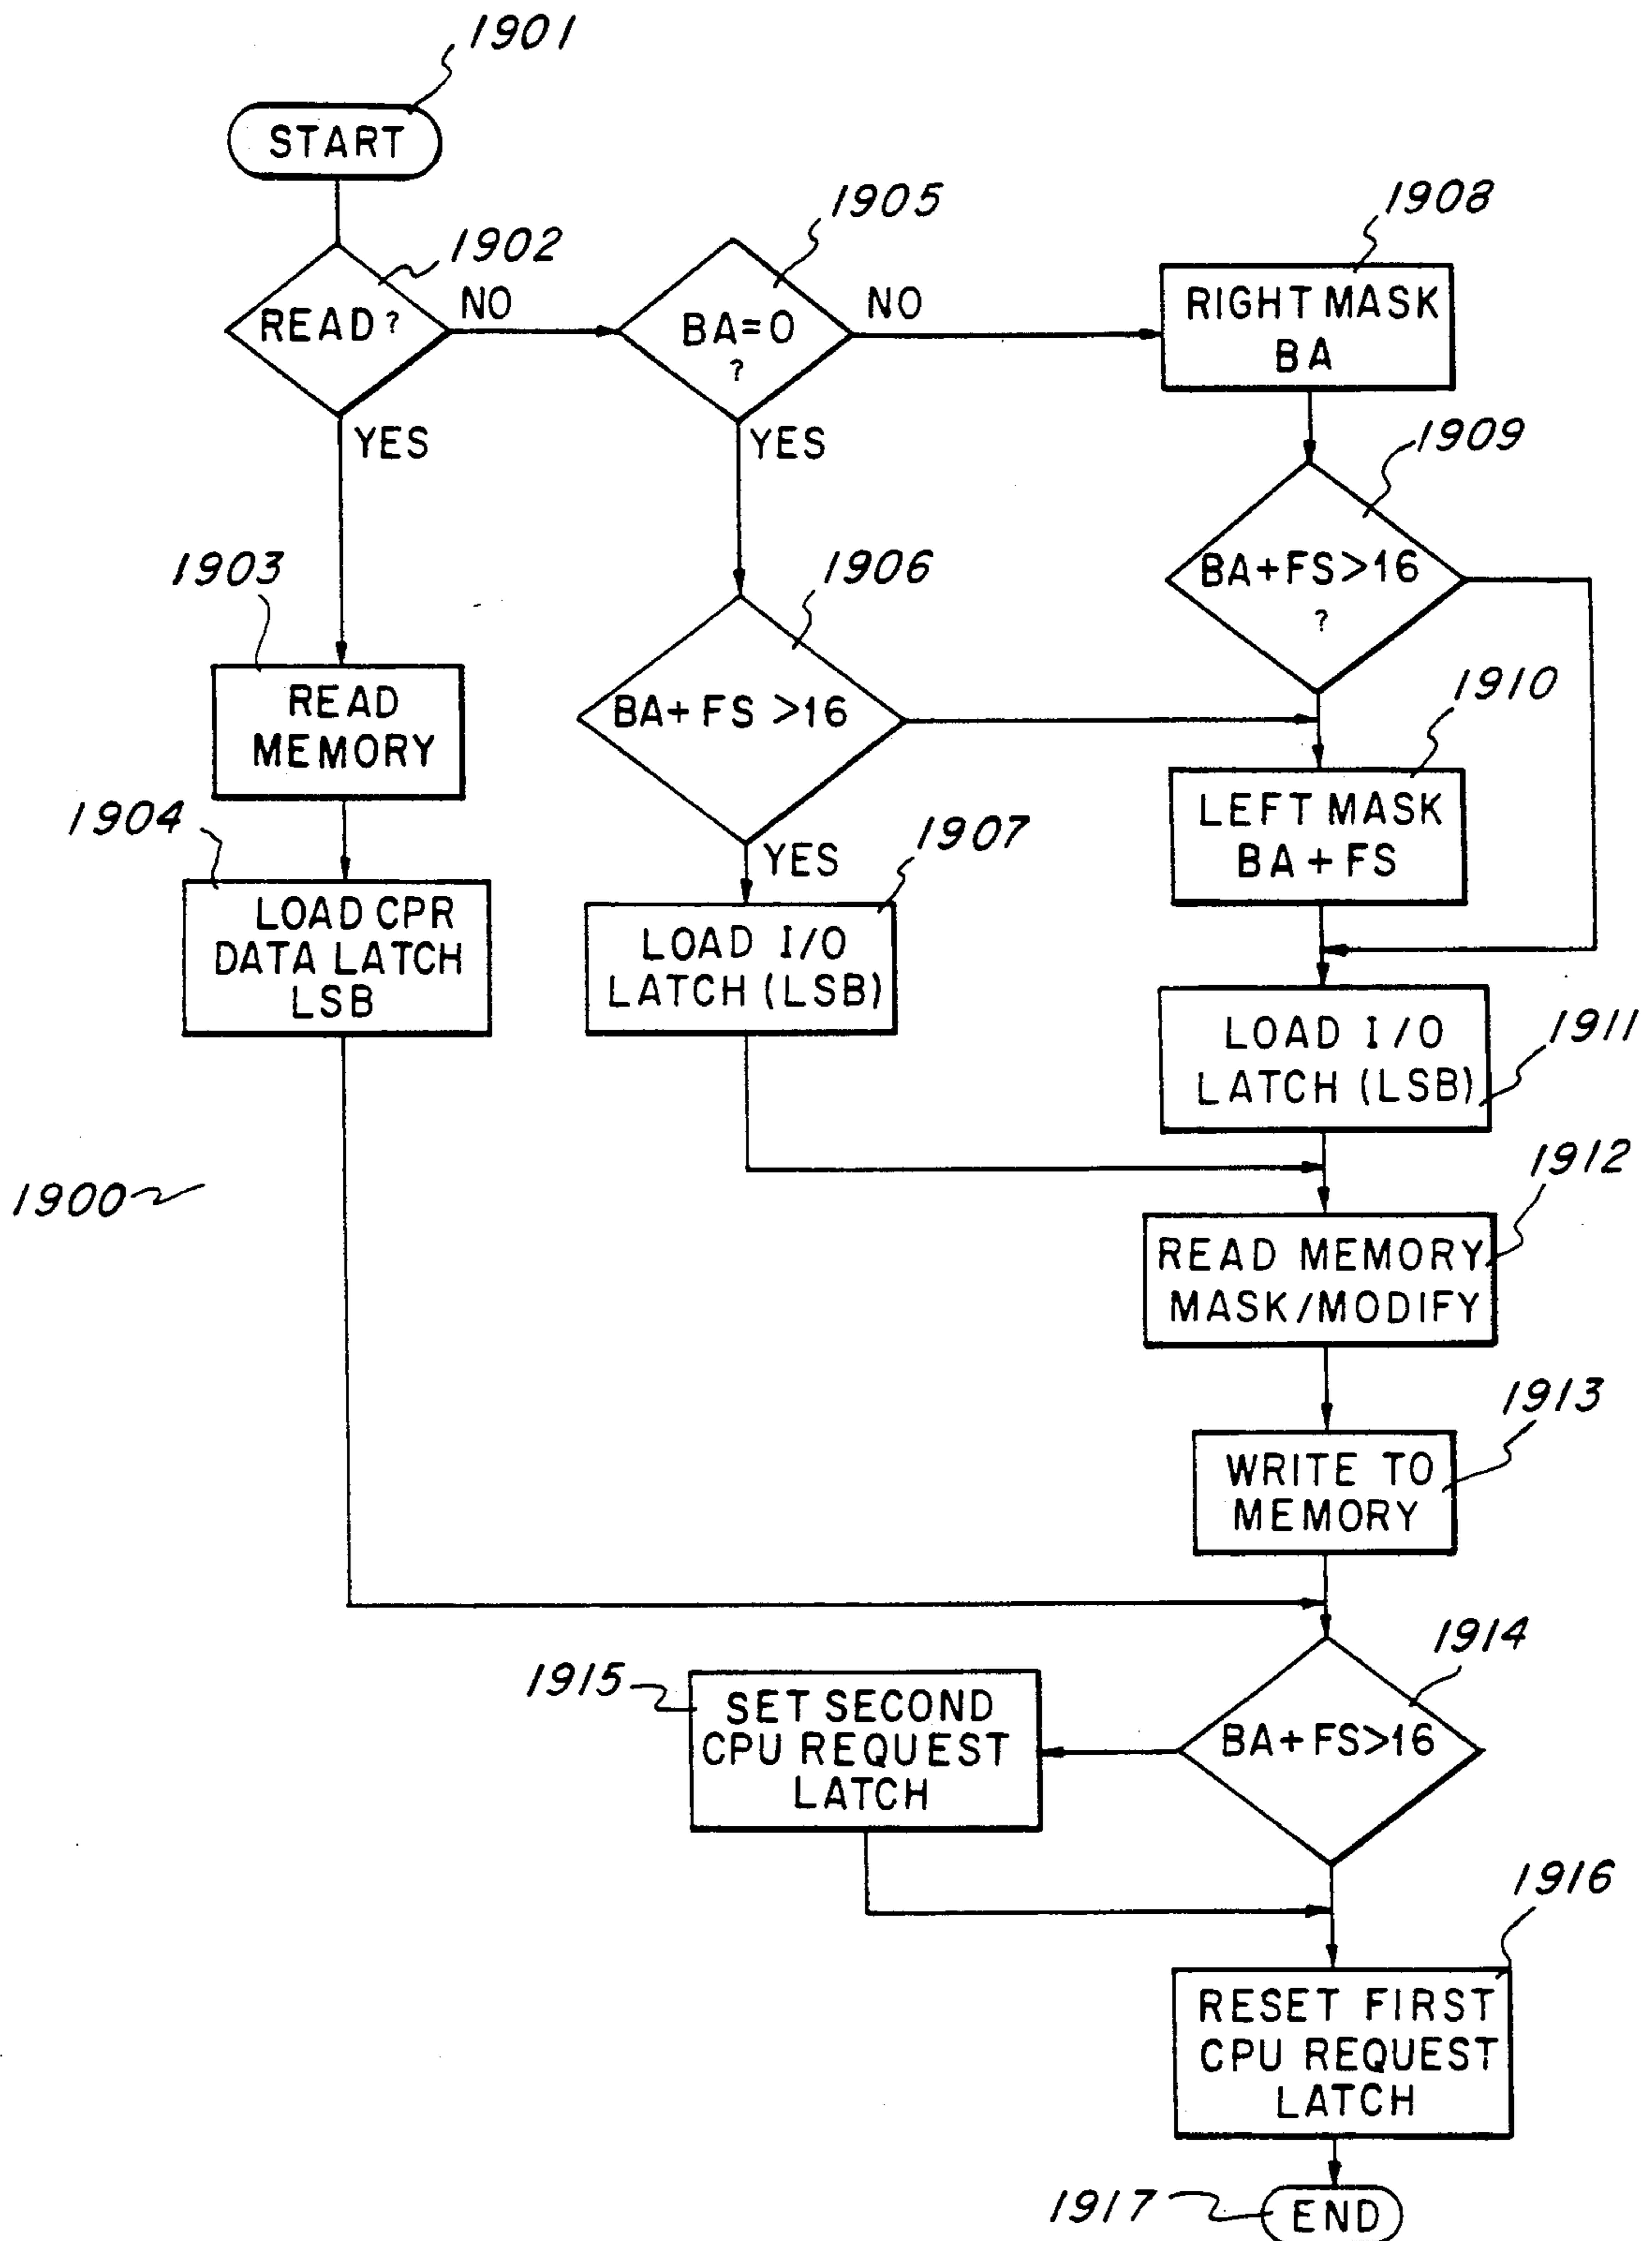 1901
START
1902
READ?
NO
YES
1903
READ
MEMORY
1904
LOAD CPR
DATA LATCH
LSB
1905
BA=0
?
NO
YES
1906
BA+FS >16
YES
1907
LOAD I/O
LATCH (LSB)
1908
RIGHT MASK
BA
1909
BA+FS>16
?
1910
LEFT MASK
BA+FS
1911
LOAD I/O
LATCH (LSB)
1900
1912
READ MEMORY
MASK/MODIFY
1913
WRITE TO
MEMORY
1914
BA+FS>16
1915
SET SECOND
CPU REQUEST
LATCH
1916
RESET FIRST
CPU REQUEST
LATCH
1917
END